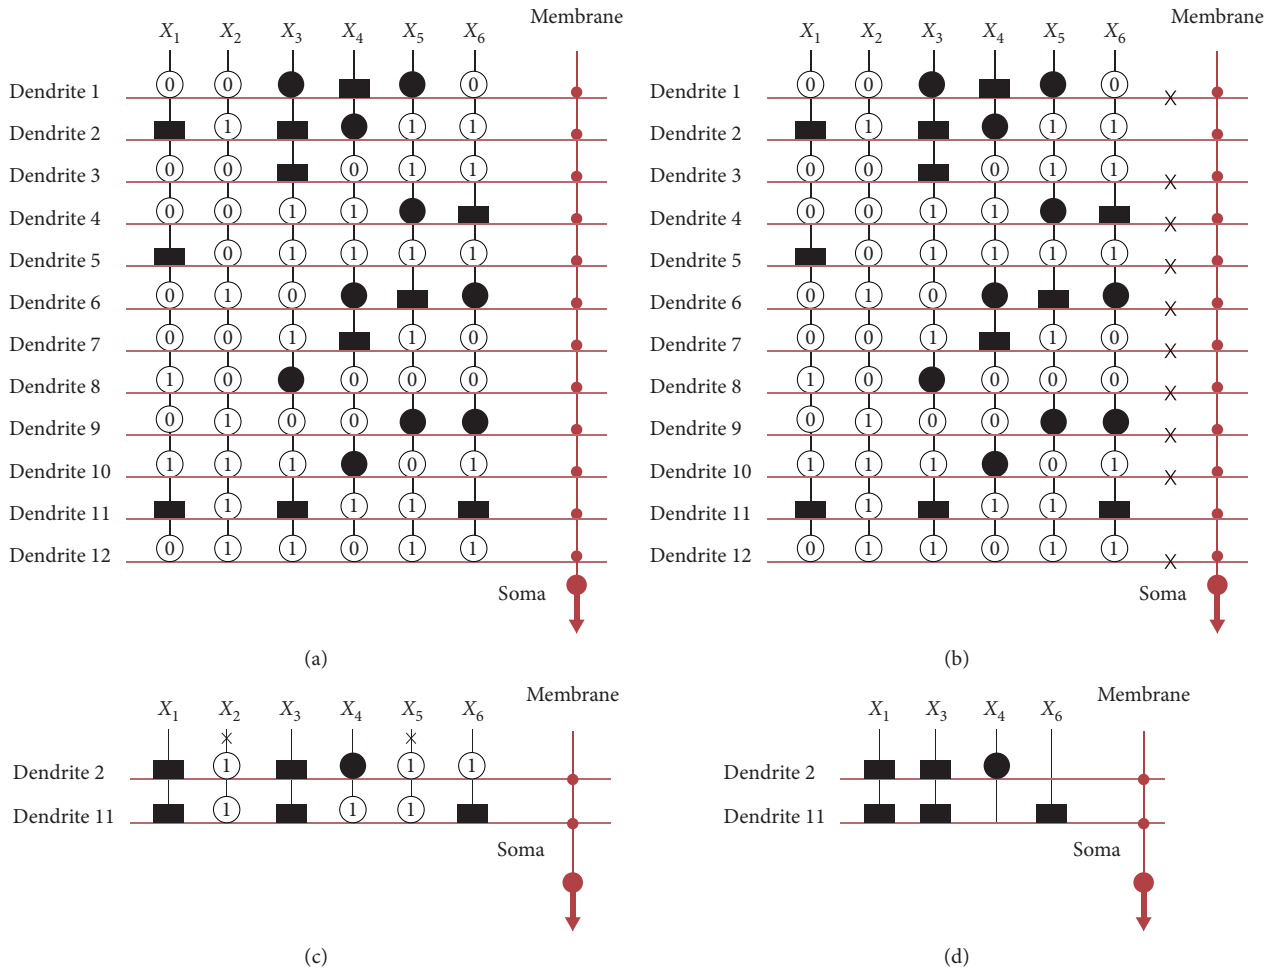 Membrane
X1 X2 X3 X4 X5 X6
Dendrite 1 0 0 0
Dendrite 2 1 1 1
Dendrite 3 0 0 0 1 1
Dendrite 4 0 0 1 1
Dendrite 5 0 1 1 1 1
Dendrite 6 0 1 0
Dendrite 7 0 0 1 1 0
Dendrite 8 1 0 0 0 0
Dendrite 9 0 1 0 0
Dendrite 10 1 1 1 0 1
Dendrite 11 1 1 1
Dendrite 12 0 1 1 0 1 1
Soma
(a)
Membrane
X1 X2 X3 X4 X5 X6
Dendrite 1 0 0 0
Dendrite 2 1 1 1
Dendrite 3 0 0 0 1 1
Dendrite 4 0 0 1 1
Dendrite 5 0 1 1 1 1
Dendrite 6 0 1 0
Dendrite 7 0 0 1 1 0
Dendrite 8 1 0 0 0 0
Dendrite 9 0 1 0 0
Dendrite 10 1 1 1 0 1
Dendrite 11 1 1 1
Dendrite 12 0 1 1 0 1 1
Soma
(b)
Membrane
X1 X2 X3 X4 X5 X6
Dendrite 2 1 1 1
Dendrite 11 1 1 1
Soma
(c)
Membrane
X1 X3 X4 X6
Dendrite 2
Dendrite 11
Soma
(d)